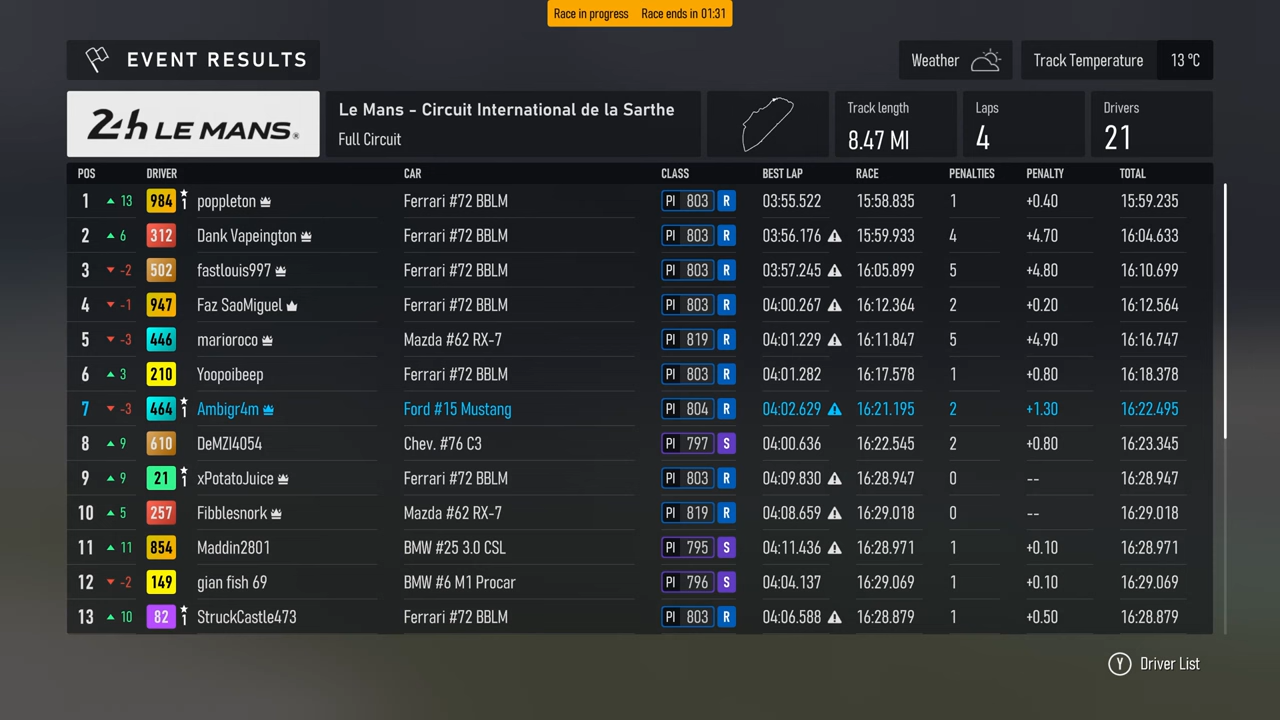 Race in progress Race ends in 01:31
EVENT RESULTS
Weather Track Temperature 13 ºC
24h LE MANS®
Le Mans - Circuit International de la Sarthe
Full Circuit
Track length
8.47 MI
Laps
4
Drivers
21
POS DRIVER CAR CLASS BEST LAP RACE PENALTIES PENALTY TOTAL
1 13 984 1 poppleton Ferrari #72 BBLM PI 803 R 03:55.522 15:58.835 1 +0.40 15:59.235
2 6 312 Dank Vapeington Ferrari #72 BBLM PI 803 R 03:56.176 15:59.933 4 +4.70 16:04.633
3 -2 502 fastlouis997 Ferrari #72 BBLM PI 803 R 03:57.245 16:05.899 5 +4.80 16:10.699
4 -1 947 Faz SaoMiguel Ferrari #72 BBLM PI 803 R 04:00.267 16:12.364 2 +0.20 16:12.564
5 -3 446 marioroco Mazda #62 RX-7 PI 819 R 04:01.229 16:11.847 5 +4.90 16:16.747
6 3 210 Yoopoibeep Ferrari #72 BBLM PI 803 R 04:01.282 16:17.578 1 +0.80 16:18.378
7 -3 464 1 Ambigr4m Ford #15 Mustang PI 804 R 04:02.629 16:21.195 2 +1.30 16:22.495
8 9 610 DeMZI4054 Chev. #76 C3 PI 797 S 04:00.636 16:22.545 2 +0.80 16:23.345
9 9 21 1 xPotatoJuice Ferrari #72 BBLM PI 803 R 04:09.830 16:28.947 0 -- 16:28.947
10 5 257 Fibblesnork Mazda #62 RX-7 PI 819 R 04:08.659 16:29.018 0 -- 16:29.018
11 11 854 Maddin2801 BMW #25 3.0 CSL PI 795 S 04:11.436 16:28.971 1 +0.10 16:28.971
12 -2 149 gian fish 69 BMW #6 M1 Procar PI 796 S 04:04.137 16:29.069 1 +0.10 16:29.069
13 10 82 1 StruckCastle473 Ferrari #72 BBLM PI 803 R 04:06.588 16:28.879 1 +0.50 16:28.879
Y Driver List